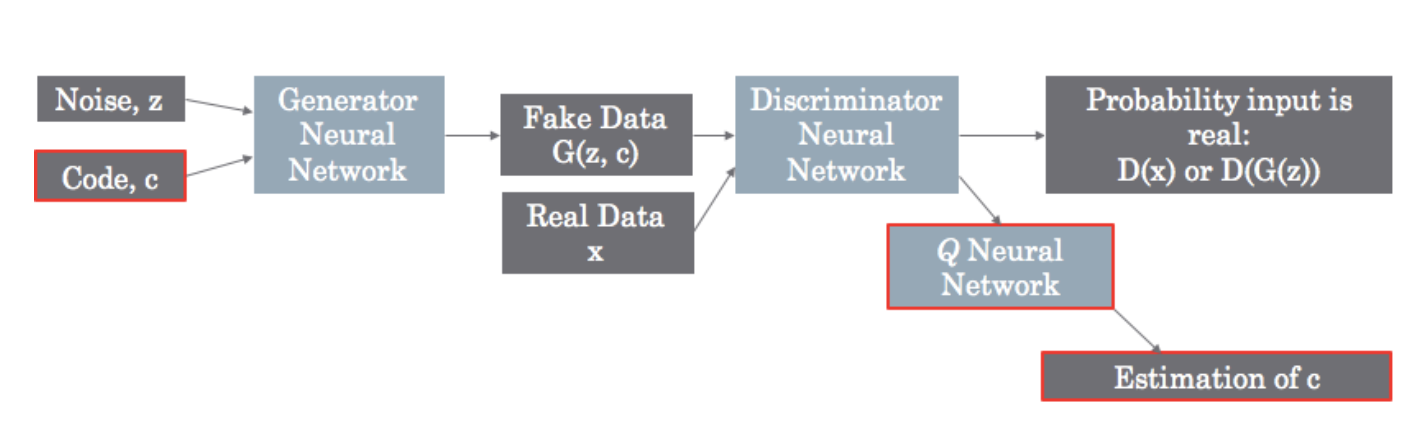 Noise, z
Code, c
Generator
Neural
Network
Fake Data
G(z, c)
Real Data
x
Discriminator
Neural
Network
Probability input is
real:
D(x) or D(G(z))
Q Neural
Network
Estimation of c